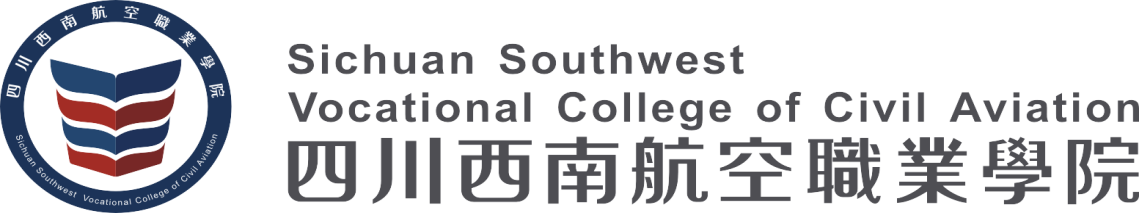 四川西南航空職業學院
Sichuan Southwest Vocational College of Civil Aviation
Sichuan Southwest
Vocational College of Civil Aviation
四川西南航空職業學院